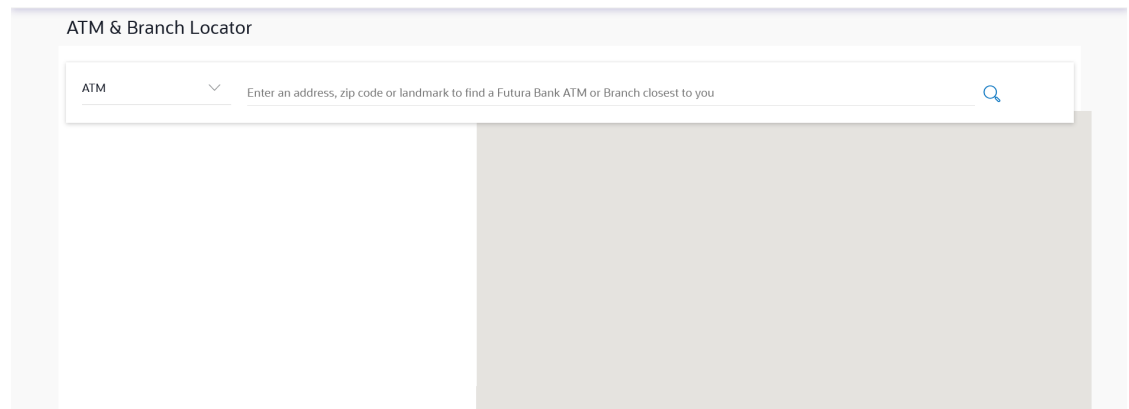 ATM & Branch Locator
ATM
Enter an address, zip code or landmark to find a Futura Bank ATM or Branch closest to you